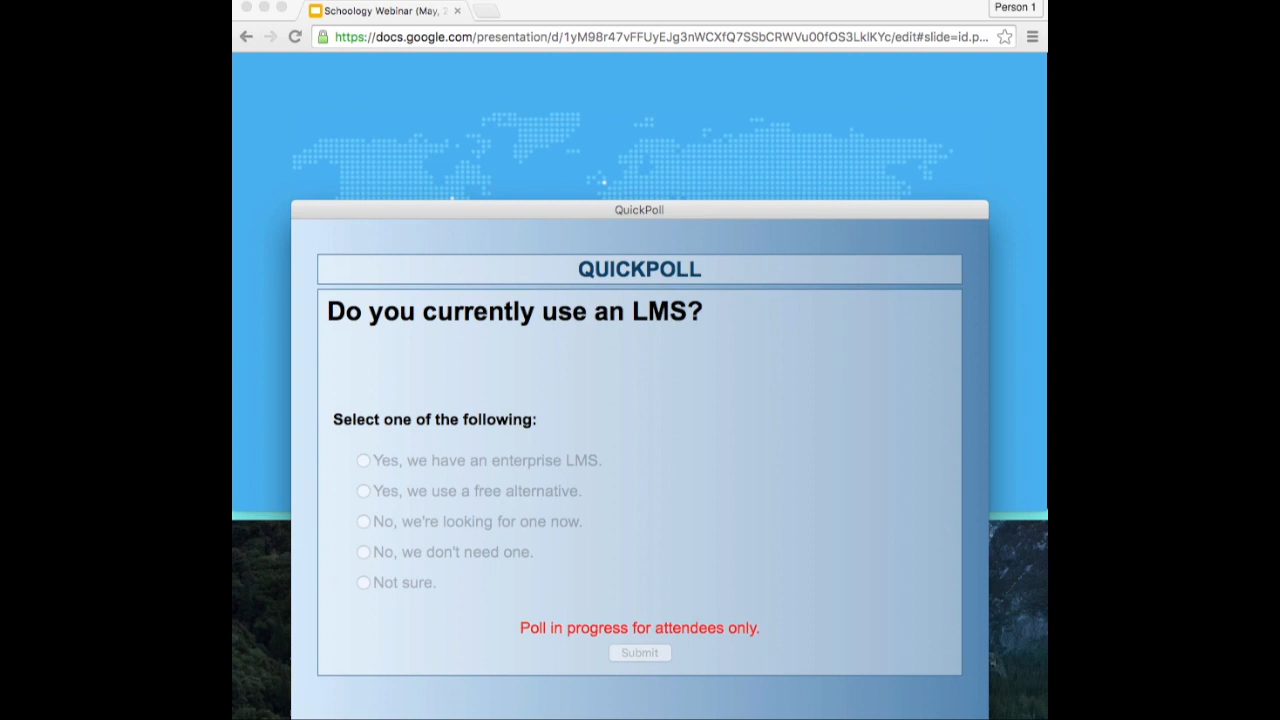 Schoology Webinar (May, 2
Person 1
https://docs.google.com/presentation/d/1yM98r47vFFUyEJg3nWCXfQ7SSbCRWVu00fOS3LklKYc/edit#slide=id.p...
QuickPoll
QUICKPOLL
Do you currently use an LMS?
Select one of the following:
Yes, we have an enterprise LMS.
Yes, we use a free alternative.
No, we're looking for one now.
No, we don't need one.
Not sure.
Poll in progress for attendees only.
Submit